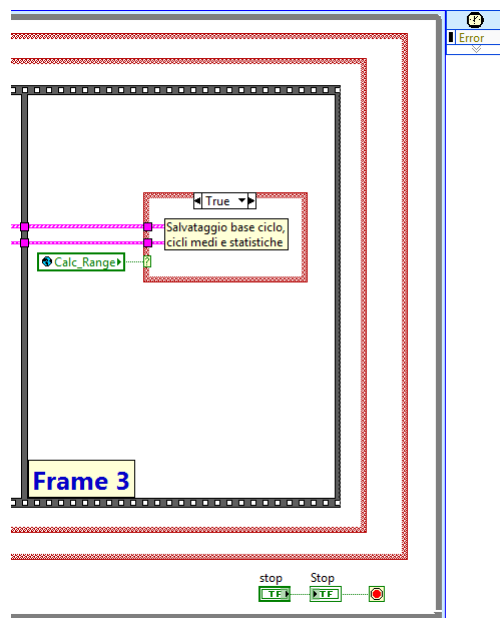 Error
True
Salvataggio base ciclo,
cicli medi e statistiche
Calc_Range
?
Frame 3
stop
Stop
TF
TF